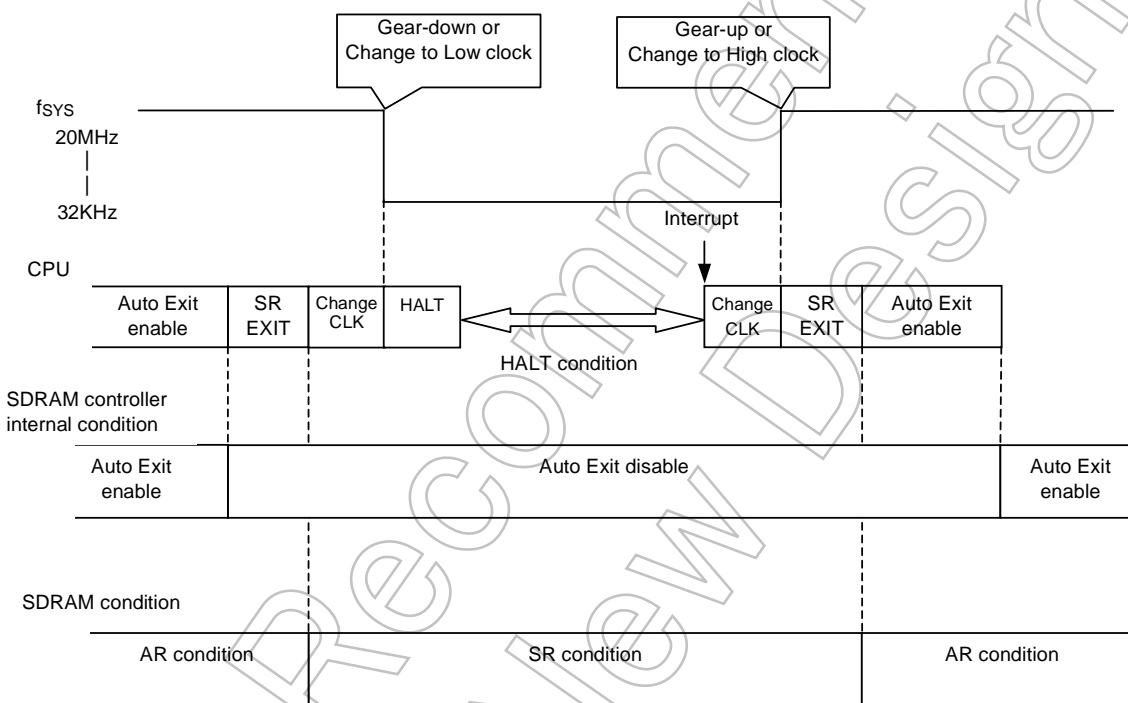 Gear-down or
Change to Low clock
Gear-up or
Change to High clock
fSYS
20MHz
32KHz
Interrupt
CPU
Auto Exit
enable
SR
EXIT
Change
CLK
HALT
Change
CLK
SR
EXIT
Auto Exit
enable
HALT condition
SDRAM controller
internal condition
Auto Exit
enable
Auto Exit disable
Auto Exit
enable
SDRAM condition
AR condition
SR condition
AR condition
Recommen
New Design